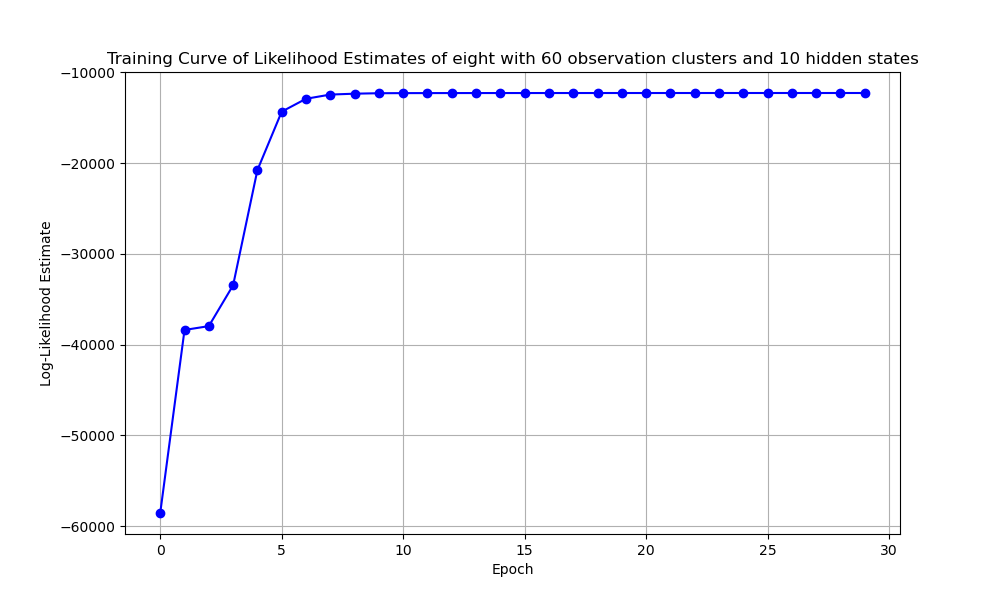 Training Curve of Likelihood Estimates of eight with 60 observation clusters and 10 hidden states
−10000
−20000
−30000
−40000
−50000
−60000
Log-Likelihood Estimate
0 5 10 15 20 25 30
Epoch